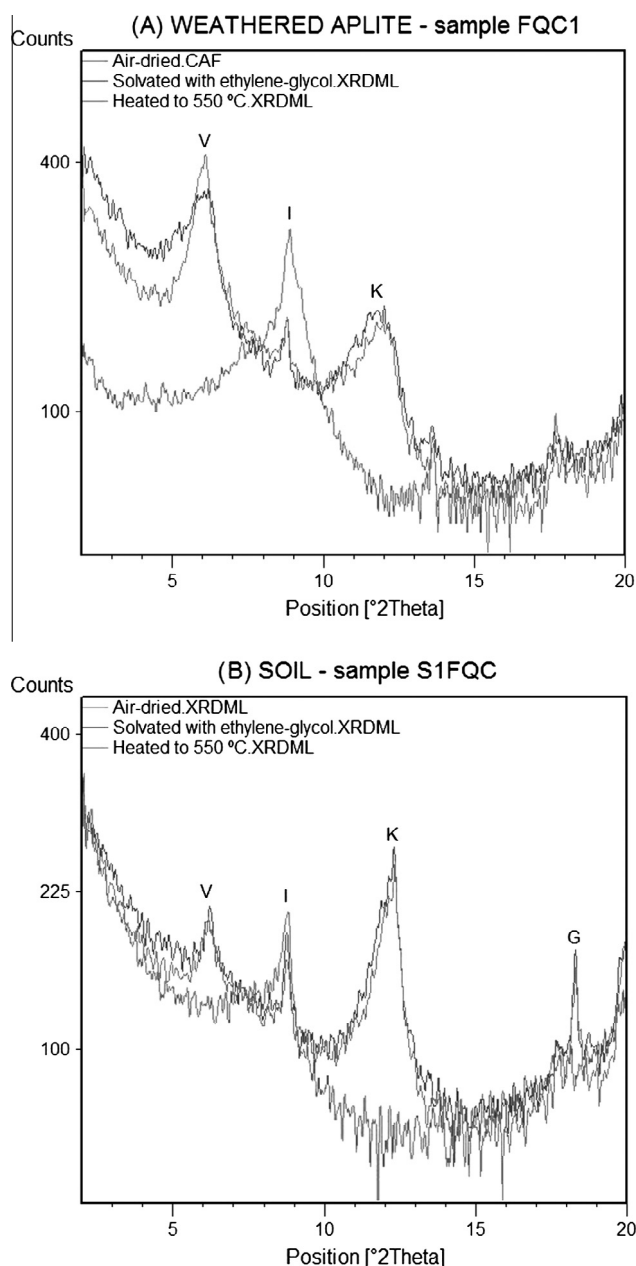 (A) WEATHERED APLITE - sample FQC1
Counts
Air-dried.CAF
Solvated with ethylene-glycol.XRDML
Heated to 550 ºC.XRDML
V
400
I
K
100
5 10 15 20
Position [°2Theta]
(B) SOIL - sample S1FQC
Counts
Air-dried.XRDML
400
Solvated with ethylene-glycol.XRDML
Heated to 550 ºC.XRDML
K
225
V
I
G
100
5 10 15 20
Position [°2Theta]